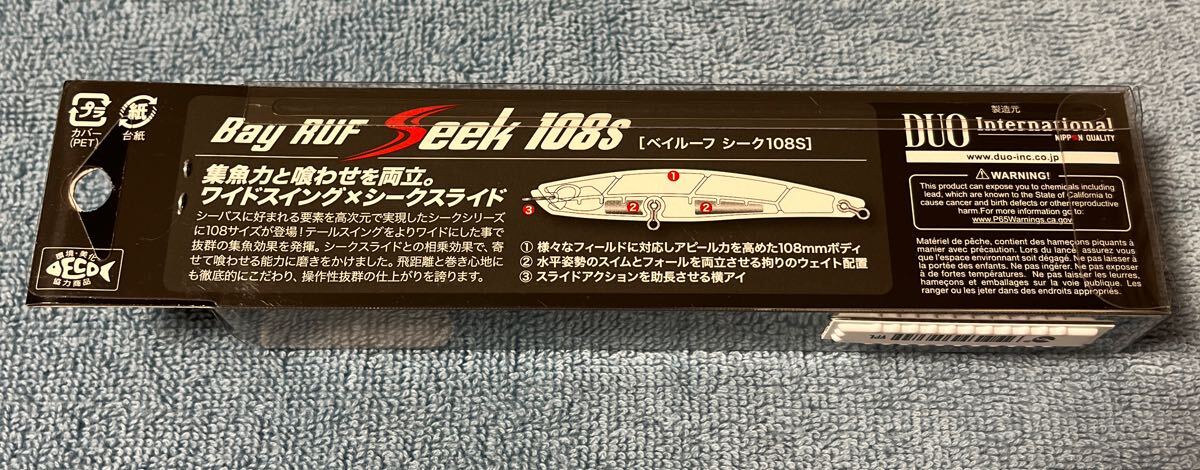 プラ
カバー
(PET)
紙
台紙
Bay RUF Seek 108s [ベイルーフ シーク108S]
集魚力と喰わせを両立。
ワイドスイング×シークスライド
シーバスに好まれる要素を高次元で実現したシークシリーズ
に108サイズが登場!テールスイングをよりワイドにした事で
抜群の集魚効果を発揮。シークスライドとの相乗効果で、寄
せて喰わせる能力に磨きをかけました。飛距離と巻き心地に
も徹底的にこだわり、操作性抜群の仕上がりを誇ります。
環境・美化
ECO
協力商品
①
②
②
③
① 様々なフィールドに対応しアピール力を高めた108mmボディ
② 水平姿勢のスイムとフォールを両立させる拘りのウェイト配置
③ スライドアクションを助長させる横アイ
製造元
DUO International
NIPPON QUALITY
www.duo-inc.co.jp
⚠WARNING!
This product can expose you to chemicals including
lead, which are known to the State of California to
cause cancer and birth defects or other reproductive
harm.For more information go to:
www.P65Warnings.ca.gov
Matériel de pêche, contient des hameçons piquants à
manier avec précaution. Lors du lancé: assurez-vous
que l'espace environnant soit dégagé. Ne pas laisser à
la portée des enfants. Ne pas ingérer. Ne pas exposer
à de fortes températures. Ne pas laisser les leurres,
hameçons et emballages sur la voie publique. Les
ranger ou les jeter dans des endroits appropriés.